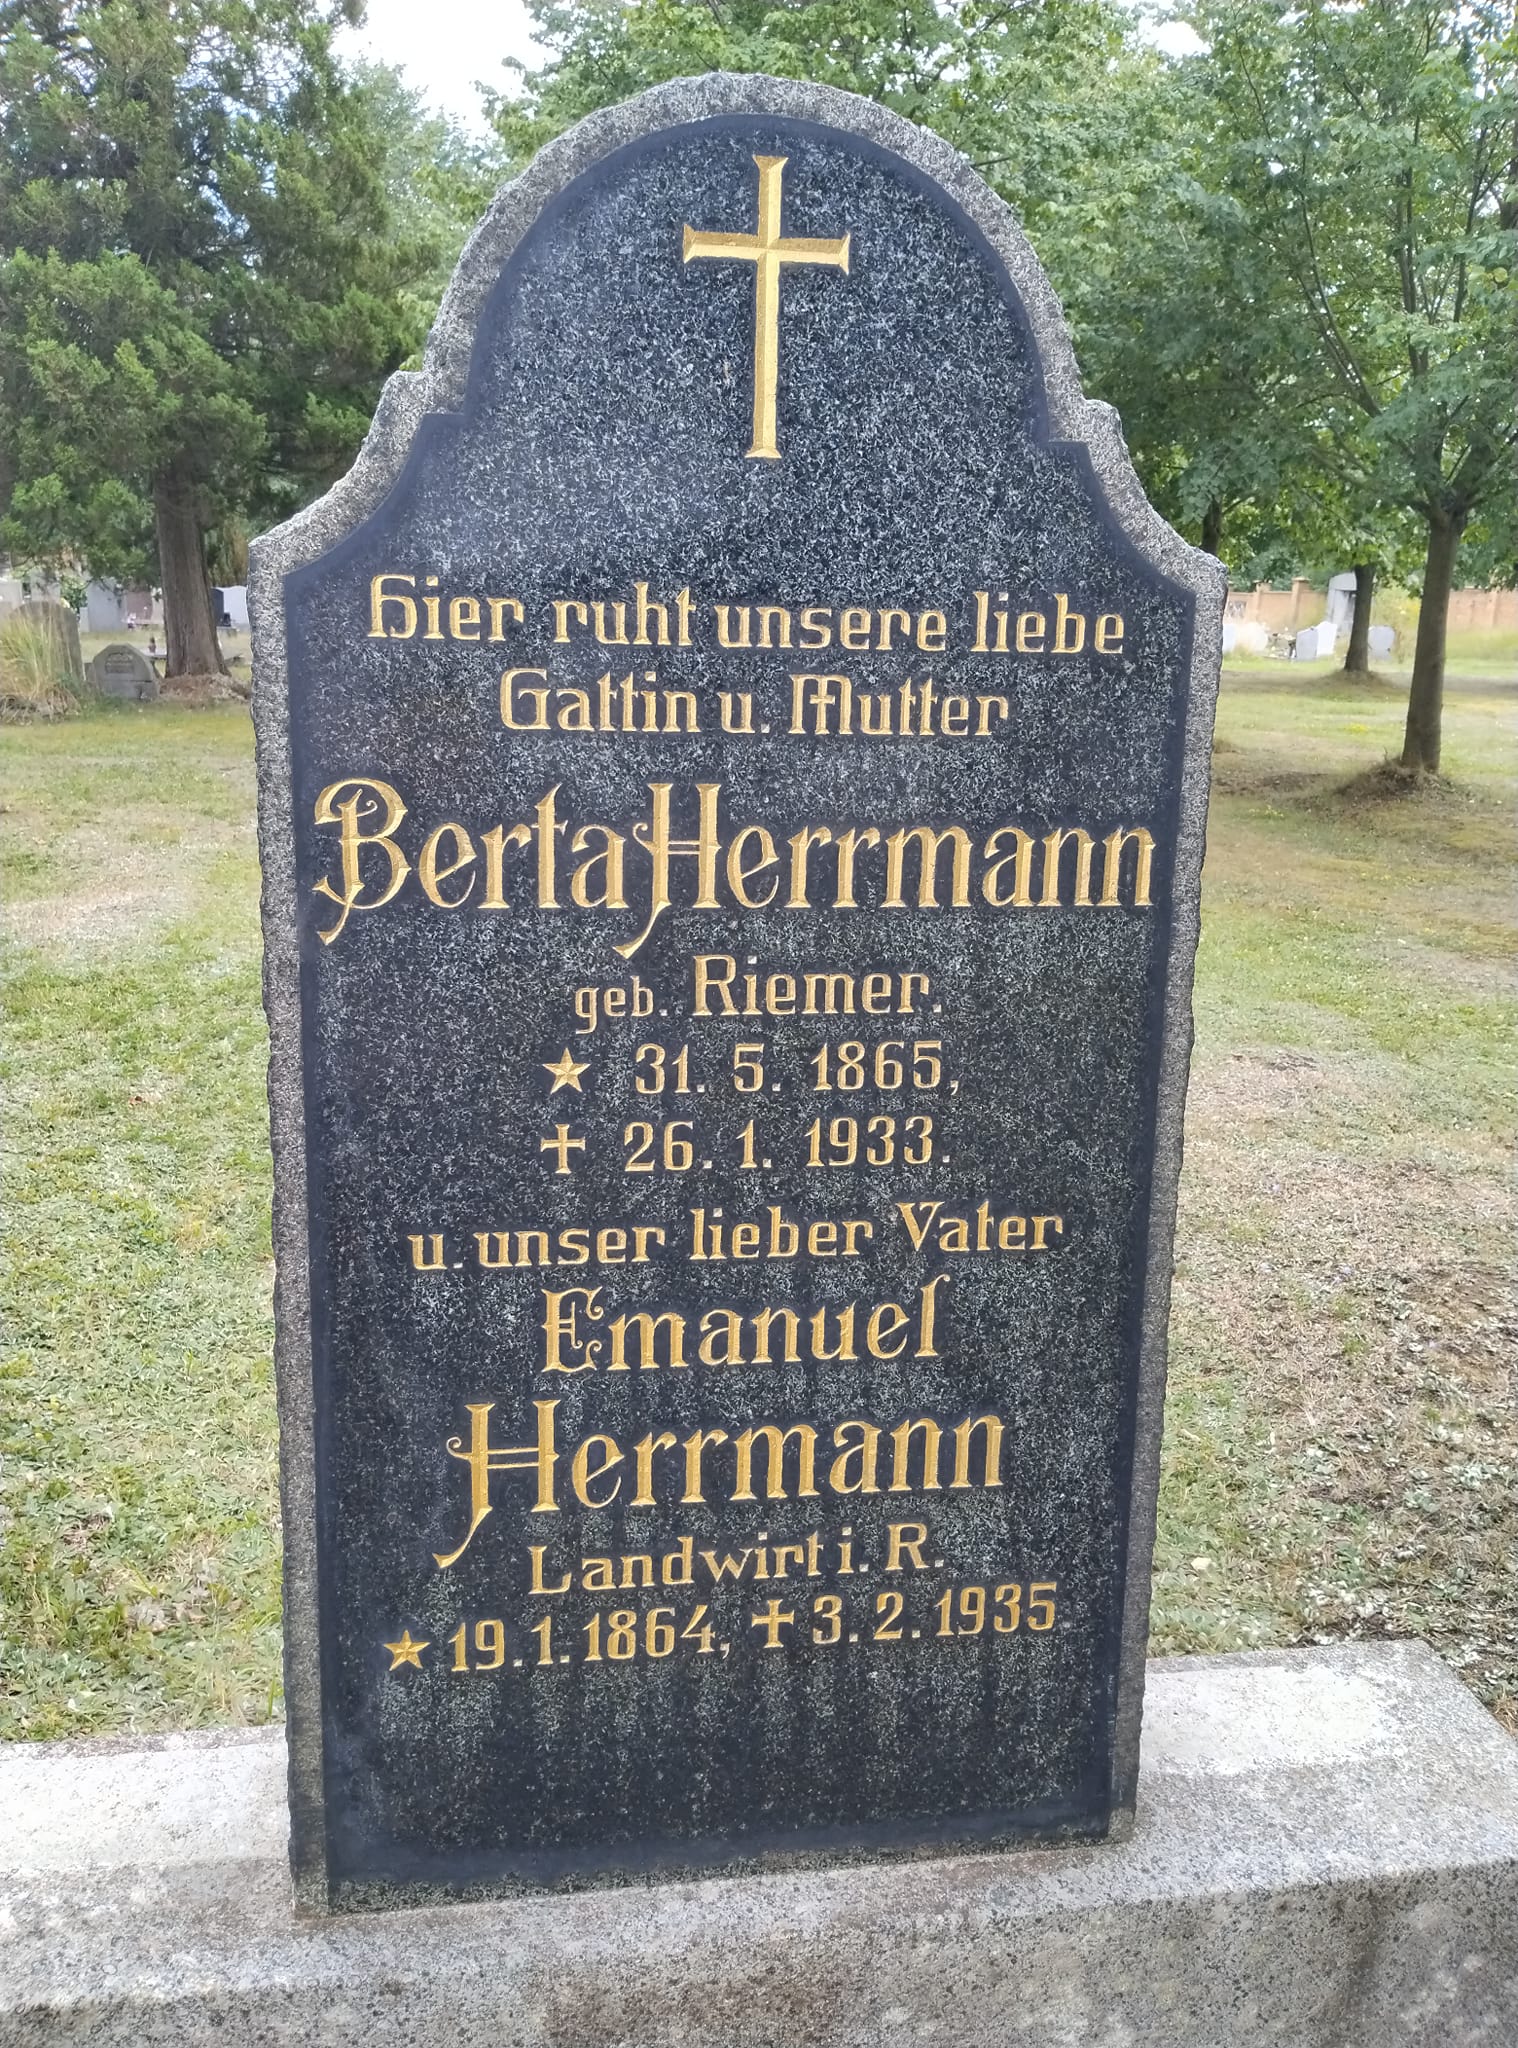 Hier ruht unsere liebe
Gattin u. Mutter
Berta Herrmann
geb. Riemer.
★ 31. 5. 1865,
✝ 26. 1. 1933.
u. unser lieber Vater
Emanuel
Herrmann
Landwirt i. R.
★ 19. 1. 1864, ✝ 3. 2. 1935